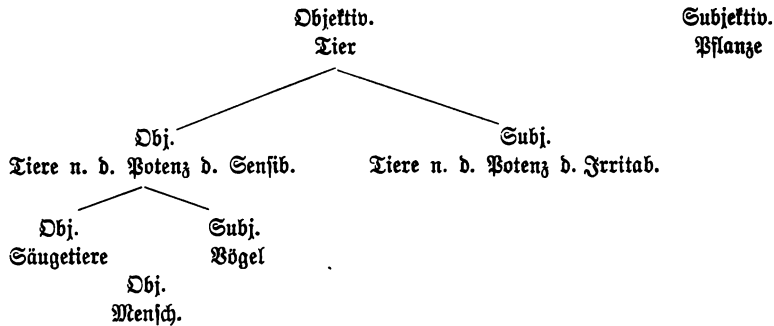 Objektiv. Subjektiv.
Tier Pflanze
Obj. Subj.
Tiere n. d. Potenz d. Sensib. Tiere n. d. Potenz d. Irritab.
Obj. Subj.
Säugetiere Vögel
Obj.
Mensch.